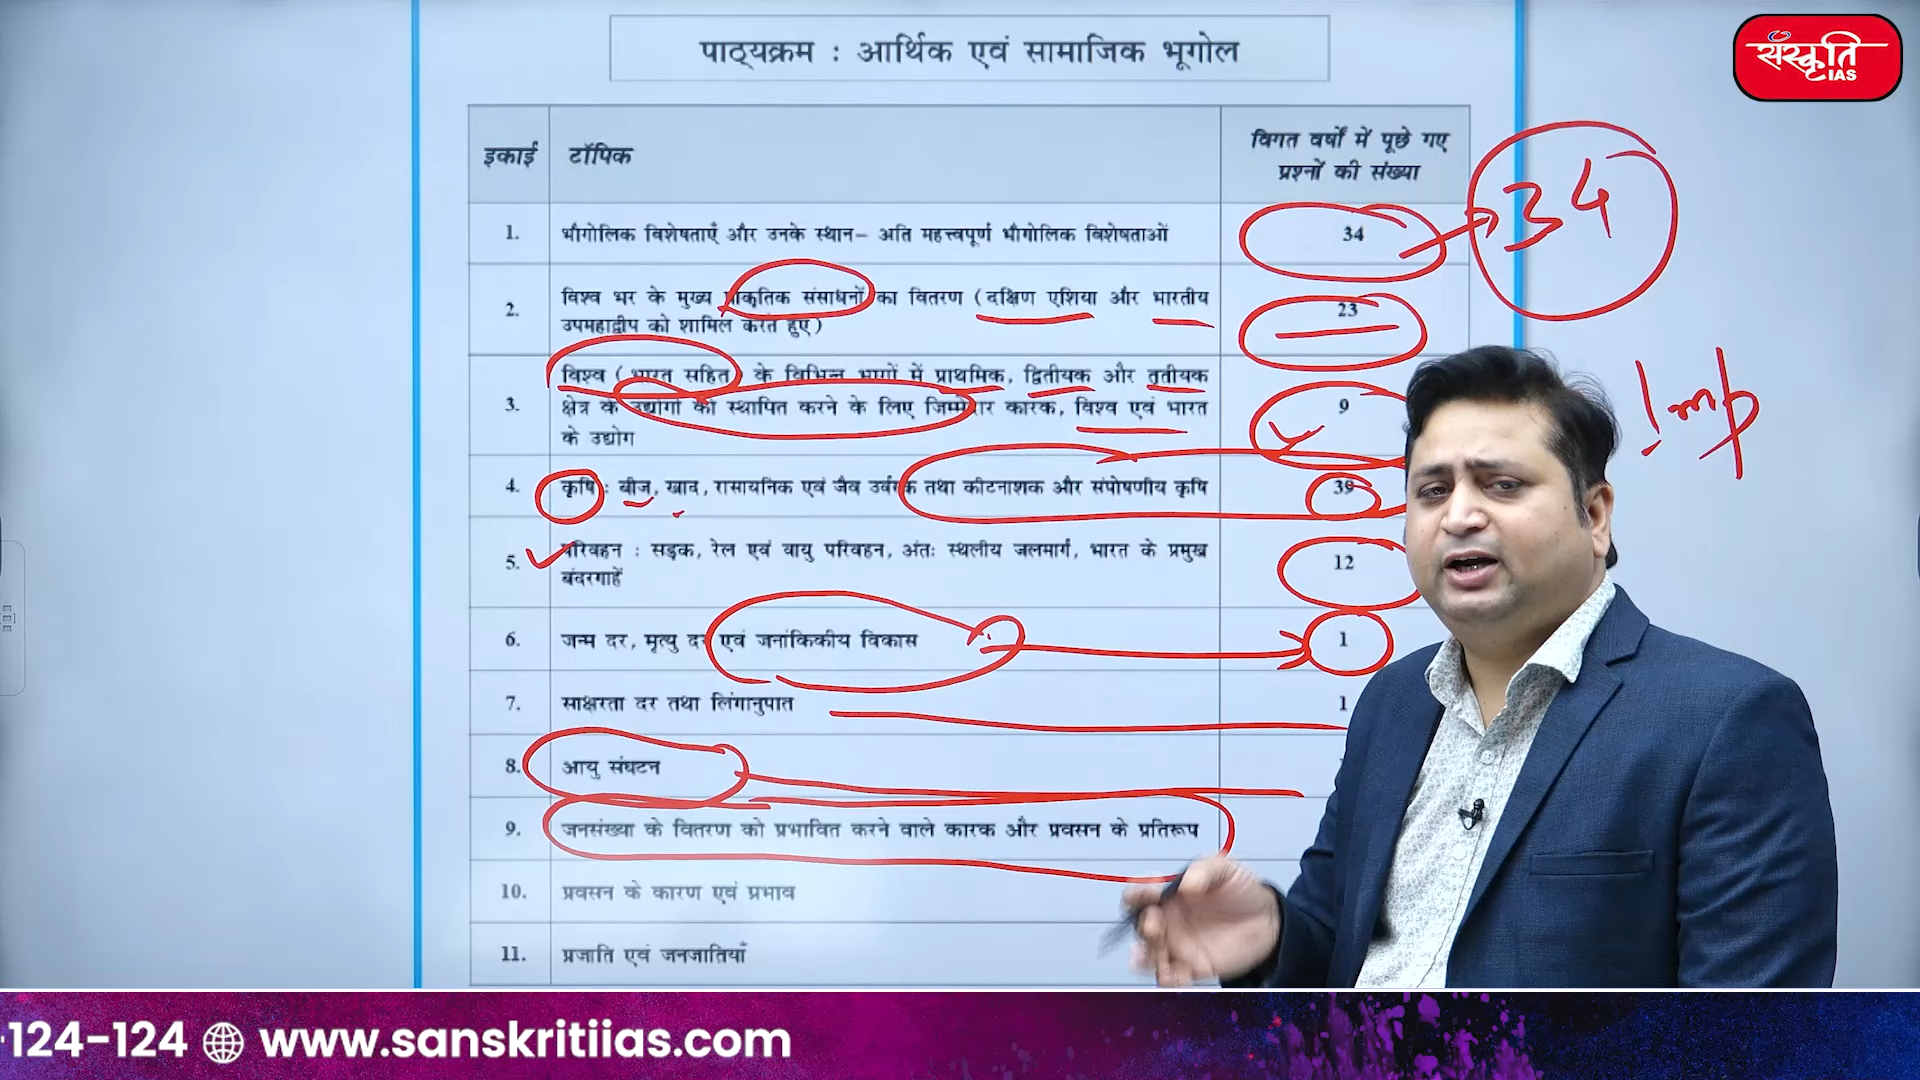 पाठ्यक्रम : आर्थिक एवं सामाजिक भूगोल
संस्कृति
IAS
इकाई टॉपिक विगत वर्षों में पूछे गए
प्रश्नों की संख्या
34
1. भौगोलिक विशेषताएँ और उनके स्थान– अति महत्त्वपूर्ण भौगोलिक विशेषताओं 34
2. विश्व भर के मुख्य प्राकृतिक संसाधनों का वितरण (दक्षिण एशिया और भारतीय
उपमहाद्वीप को शामिल करते हुए) 23
3. विश्व (भारत सहित) के विभिन्न भागों में प्राथमिक, द्वितीयक और तृतीयक
क्षेत्र के उद्योगों को स्थापित करने के लिए जिम्मेदार कारक, विश्व एवं भारत
के उद्योग 9
Imp
4. कृषि : बीज, खाद, रासायनिक एवं जैव उर्वरक तथा कीटनाशक और संपोषणीय कृषि 39
5. परिवहन : सड़क, रेल एवं वायु परिवहन, अंतः स्थलीय जलमार्ग, भारत के प्रमुख
बंदरगाहें 12
6. जन्म दर, मृत्यु दर एवं जनांकिकीय विकास 1
7. साक्षरता दर तथा लिंगानुपात 1
8. आयु संघटन
9. जनसंख्या के वितरण को प्रभावित करने वाले कारक और प्रवसन के प्रतिरूप
10. प्रवसन के कारण एवं प्रभाव
11. प्रजाति एवं जनजातियाँ
124-124 www.sanskritiias.com